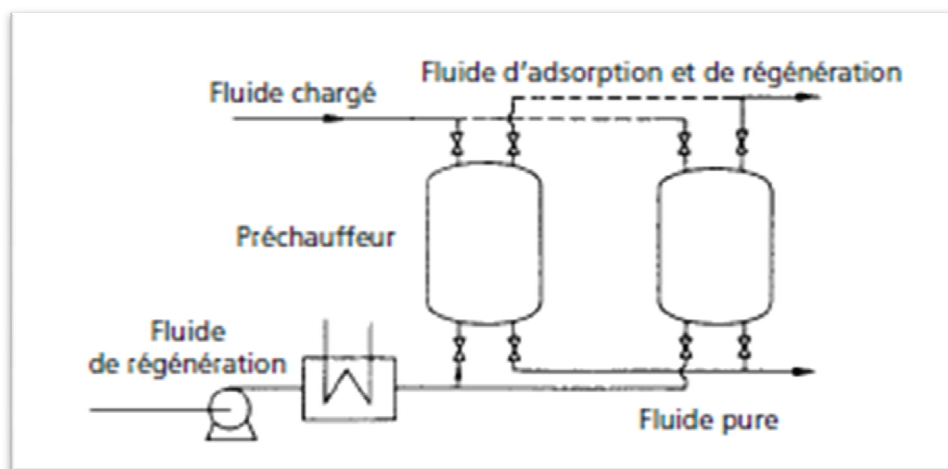 Fluide d’adsorption et de régénération
Fluide chargé
Préchauffeur
Fluide
de régénération
Fluide pure